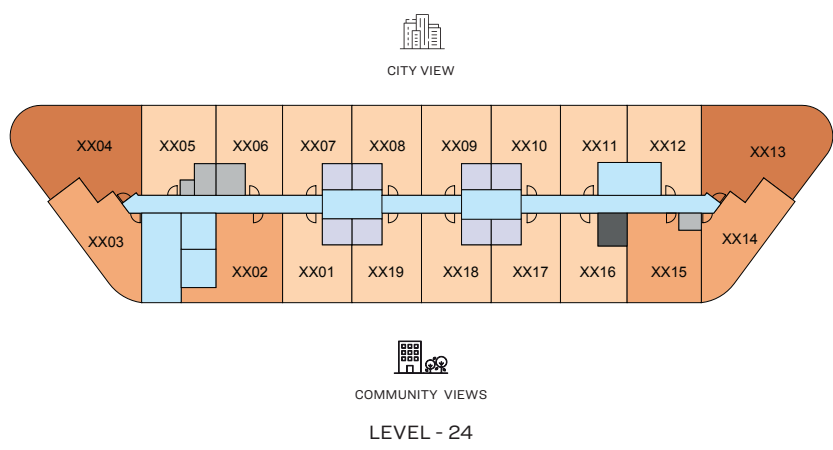 CITY VIEW
XX04
XX05
XX06
XX07
XX08
XX09
XX10
XX11
XX12
XX13
XX03
XX02
XX01
XX19
XX18
XX17
XX16
XX15
XX14
COMMUNITY VIEWS
LEVEL - 24